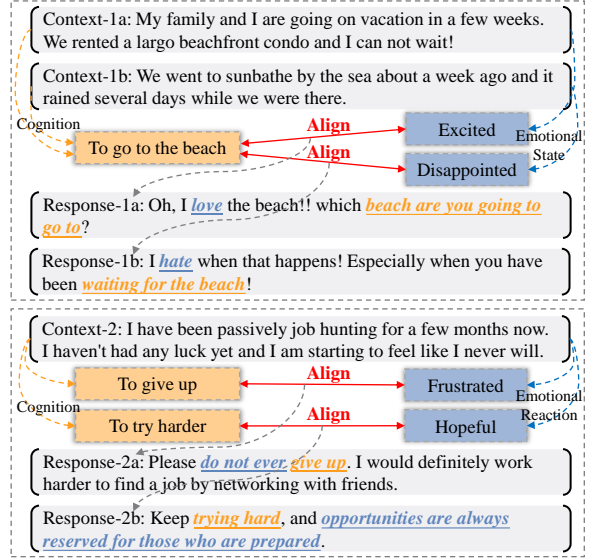 Context-1a: My family and I are going on vacation in a few weeks.
We rented a largo beachfront condo and I can not wait!
Context-1b: We went to sunbathe by the sea about a week ago and it
rained several days while we were there.
Cognition
To go to the beach
Align
Align
Excited
Disappointed
Emotional
State
Response-1a: Oh, I love the beach!! which beach are you going to
go to?
Response-1b: I hate when that happens! Especially when you have
been waiting for the beach!
Context-2: I have been passively job hunting for a few months now.
I haven't had any luck yet and I am starting to feel like I never will.
Cognition
To give up
Align
Frustrated
To try harder
Align
Hopeful
Emotional
Reaction
Response-2a: Please do not ever give up. I would definitely work
harder to find a job by networking with friends.
Response-2b: Keep trying hard, and opportunities are always
reserved for those who are prepared.